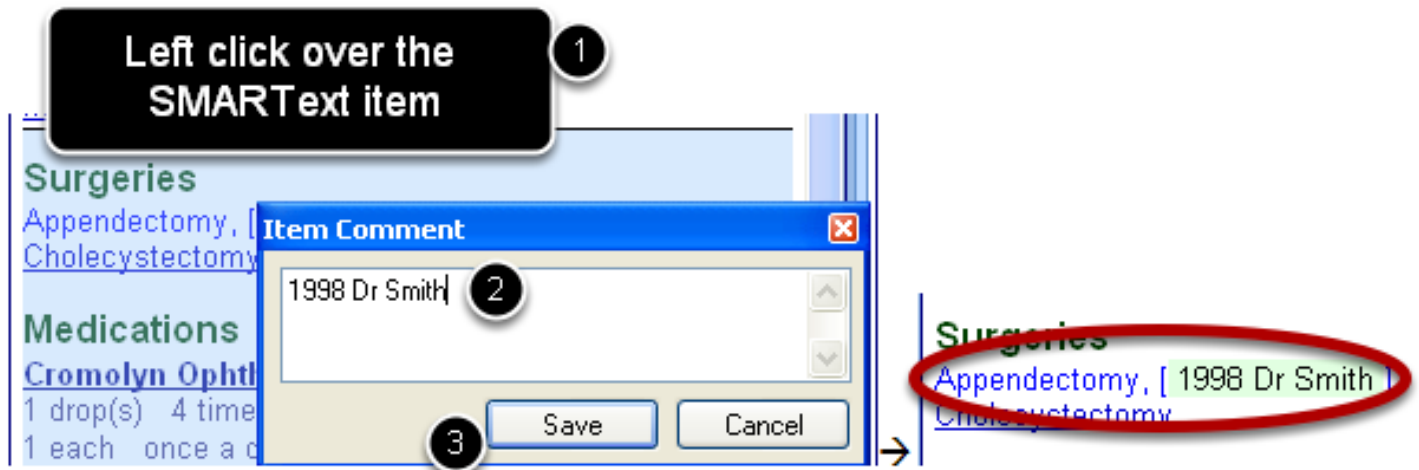 Left click over the
SMARText item
1
Surgeries
Appendectomy, [
Cholecystectomy
Item Comment
1998 Dr Smith
2
Medications
Cromolyn Ophth
1 drop(s) 4 time
1 each once a
3
Save
Cancel
→
Surgeries
Appendectomy, [ 1998 Dr Smith ]
Cholecystectomy